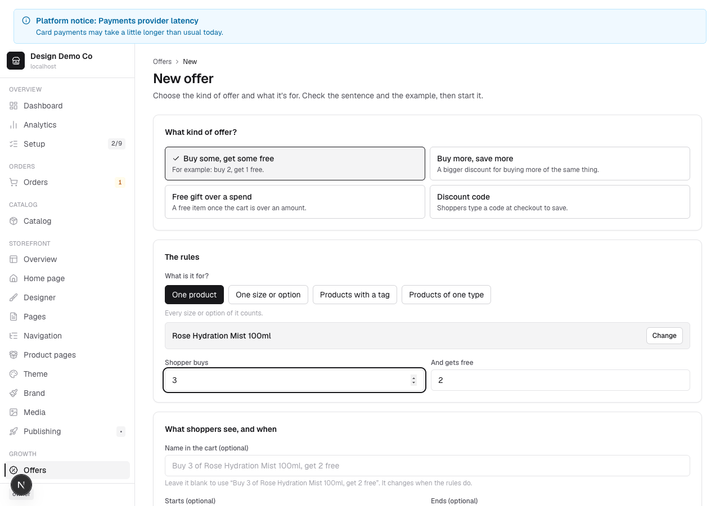 Platform notice: Payments provider latency
Card payments may take a little longer than usual today.
Design Demo Co
localhost
OVERVIEW
Dashboard
Analytics
Setup 2/9
ORDERS
Orders 1
CATALOG
Catalog
STOREFRONT
Overview
Home page
Designer
Pages
Navigation
Product pages
Theme
Brand
Media
Publishing
GROWTH
Offers
N
Offers > New
New offer
Choose the kind of offer and what it's for. Check the sentence and the example, then start it.
What kind of offer?
Buy some, get some free
For example: buy 2, get 1 free.
Buy more, save more
A bigger discount for buying more of the same thing.
Free gift over a spend
A free item once the cart is over an amount.
Discount code
Shoppers type a code at checkout to save.
The rules
What is it for?
One product One size or option Products with a tag Products of one type
Every size or option of it counts.
Rose Hydration Mist 100ml Change
Shopper buys And gets free
3 2
What shoppers see, and when
Name in the cart (optional)
Buy 3 of Rose Hydration Mist 100ml, get 2 free
Leave it blank to use "Buy 3 of Rose Hydration Mist 100ml, get 2 free". It changes when the rules do.
Starts (optional) Ends (optional)